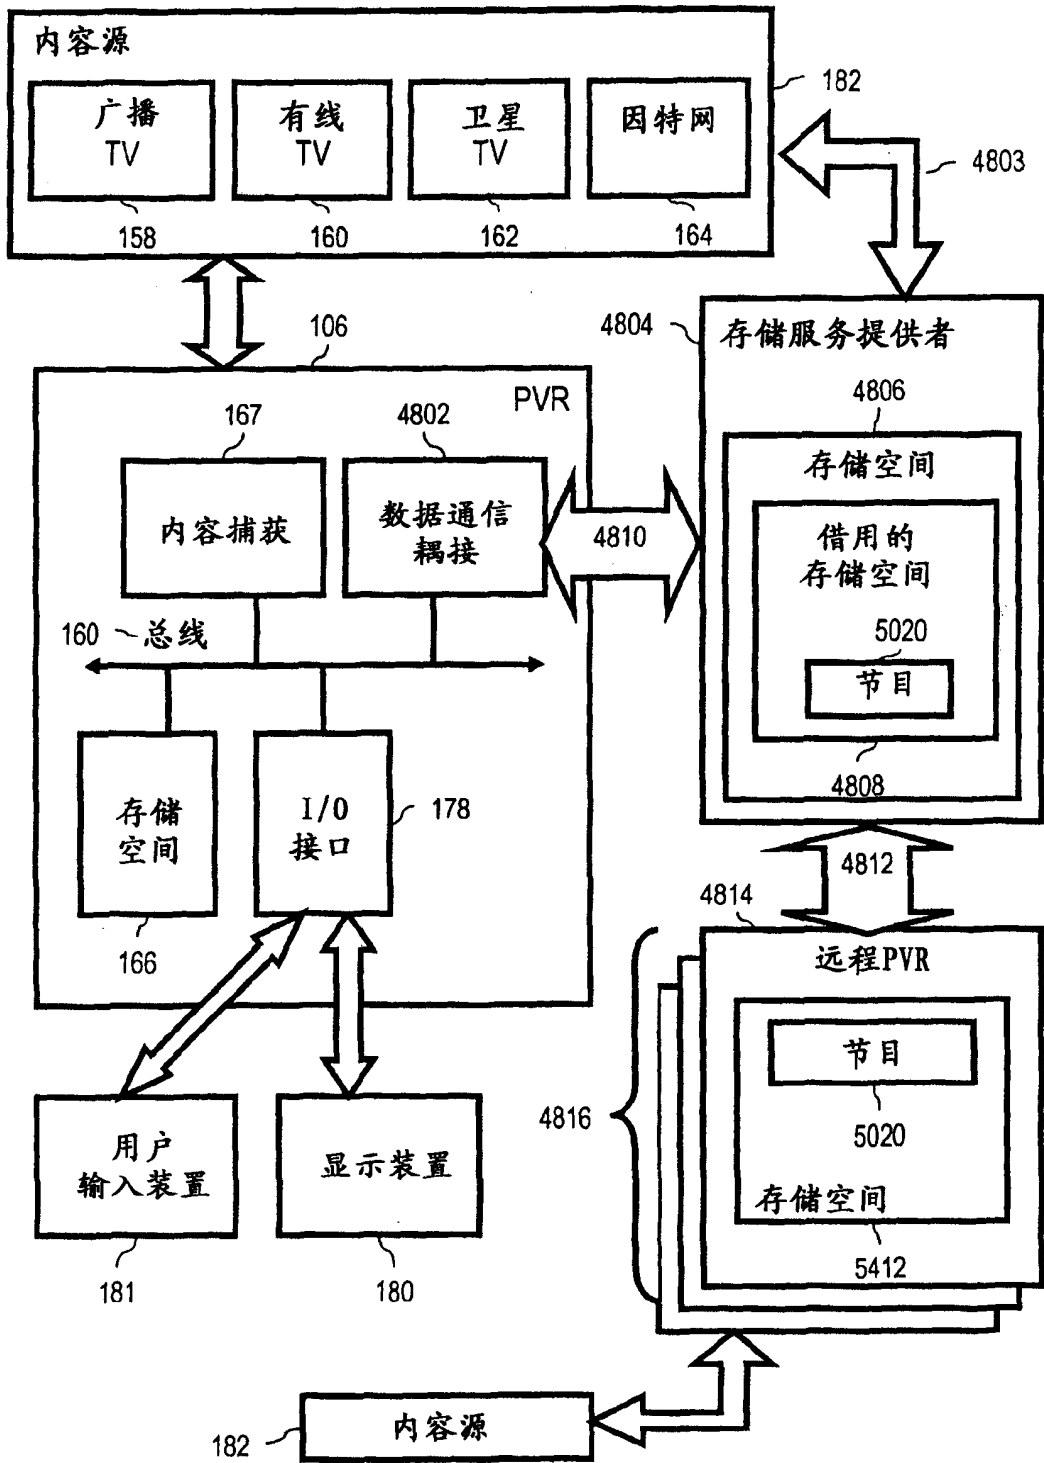 内容源
182
广播
TV
有线
TV
卫星
TV
因特网
158
160
162
164
4803
106
PVR
167
4802
内容捕获
数据通信
耦接
160
总线
存储
空间
I/O
接口
178
166
4810
4804
存储服务提供者
4806
存储空间
借用的
存储空间
5020
节目
4808
4812
4814
远程PVR
节目
5020
存储空间
5412
4816
用户
输入装置
显示装置
181
180
内容源
182